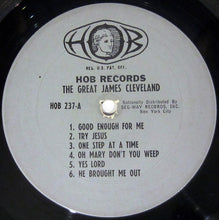 HOB
REG. U.S. PAT. OFF.
HOB RECORDS
THE GREAT JAMES CLEVELAND
HOB 237-A
Nationally Distributed By
SCG-WAY RECORDS, INC.
New York City
1. GOOD ENOUGH FOR ME
2. TRY JESUS
3. ONE STEP AT A TIME
4. OH MARY DON'T YOU WEEP
5. YES LORD
6. HE BROUGHT ME OUT